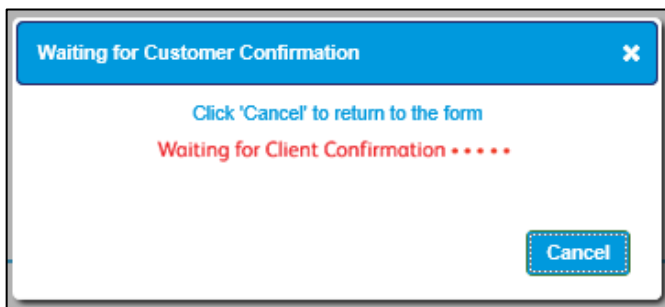 Waiting for Customer Confirmation ×
Click 'Cancel' to return to the form
Waiting for Client Confirmation • • • • •
Cancel